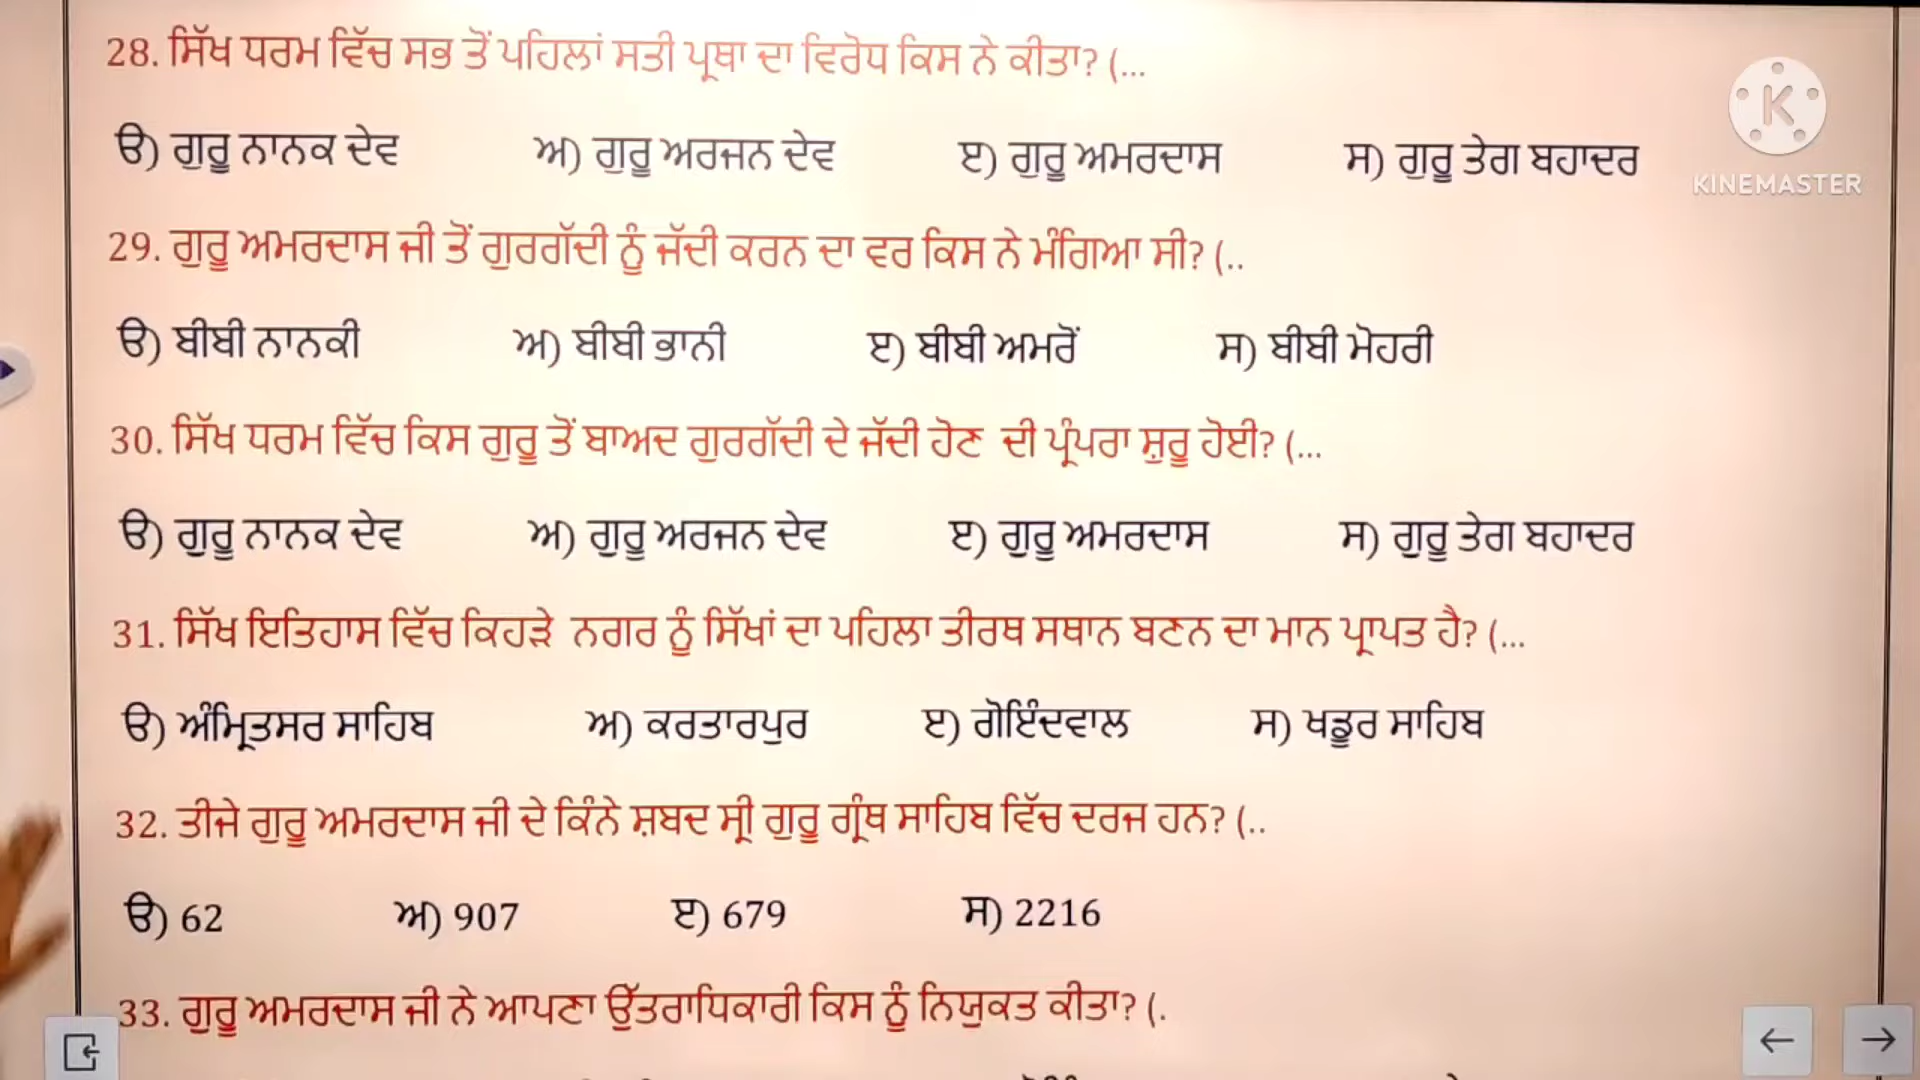 28. ਸਿੱਖ ਧਰਮ ਵਿੱਚ ਸਭ ਤੋਂ ਪਹਿਲਾਂ ਸਤੀ ਪ੍ਰਥਾ ਦਾ ਵਿਰੋਧ ਕਿਸ ਨੇ ਕੀਤਾ? (...
ੳ) ਗੁਰੂ ਨਾਨਕ ਦੇਵ ਅ) ਗੁਰੂ ਅਰਜਨ ਦੇਵ ੲ) ਗੁਰੂ ਅਮਰਦਾਸ ਸ) ਗੁਰੂ ਤੇਗ ਬਹਾਦਰ
KINEMASTER
29. ਗੁਰੂ ਅਮਰਦਾਸ ਜੀ ਤੋਂ ਗੁਰਗੱਦੀ ਨੂੰ ਜੱਦੀ ਕਰਨ ਦਾ ਵਰ ਕਿਸ ਨੇ ਮੰਗਿਆ ਸੀ? (..
ੳ) ਬੀਬੀ ਨਾਨਕੀ ਅ) ਬੀਬੀ ਭਾਨੀ ੲ) ਬੀਬੀ ਅਮਰੋਂ ਸ) ਬੀਬੀ ਮੋਹਰੀ
30. ਸਿੱਖ ਧਰਮ ਵਿੱਚ ਕਿਸ ਗੁਰੂ ਤੋਂ ਬਾਅਦ ਗੁਰਗੱਦੀ ਦੇ ਜੱਦੀ ਹੋਣ ਦੀ ਪ੍ਰੰਪਰਾ ਸ਼ੁਰੂ ਹੋਈ? (...
ੳ) ਗੁਰੂ ਨਾਨਕ ਦੇਵ ਅ) ਗੁਰੂ ਅਰਜਨ ਦੇਵ ੲ) ਗੁਰੂ ਅਮਰਦਾਸ ਸ) ਗੁਰੂ ਤੇਗ ਬਹਾਦਰ
31. ਸਿੱਖ ਇਤਿਹਾਸ ਵਿੱਚ ਕਿਹੜੇ ਨਗਰ ਨੂੰ ਸਿੱਖਾਂ ਦਾ ਪਹਿਲਾ ਤੀਰਥ ਸਥਾਨ ਬਣਨ ਦਾ ਮਾਨ ਪ੍ਰਾਪਤ ਹੈ? (...
ੳ) ਅੰਮ੍ਰਿਤਸਰ ਸਾਹਿਬ ਅ) ਕਰਤਾਰਪੁਰ ੲ) ਗੋਇੰਦਵਾਲ ਸ) ਖਡੂਰ ਸਾਹਿਬ
32. ਤੀਜੇ ਗੁਰੂ ਅਮਰਦਾਸ ਜੀ ਦੇ ਕਿੰਨੇ ਸ਼ਬਦ ਸ੍ਰੀ ਗੁਰੂ ਗ੍ਰੰਥ ਸਾਹਿਬ ਵਿੱਚ ਦਰਜ ਹਨ? (..
ੳ) 62 ਅ) 907 ੲ) 679 ਸ) 2216
33. ਗੁਰੂ ਅਮਰਦਾਸ ਜੀ ਨੇ ਆਪਣਾ ਉੱਤਰਾਧਿਕਾਰੀ ਕਿਸ ਨੂੰ ਨਿਯੁਕਤ ਕੀਤਾ? (.